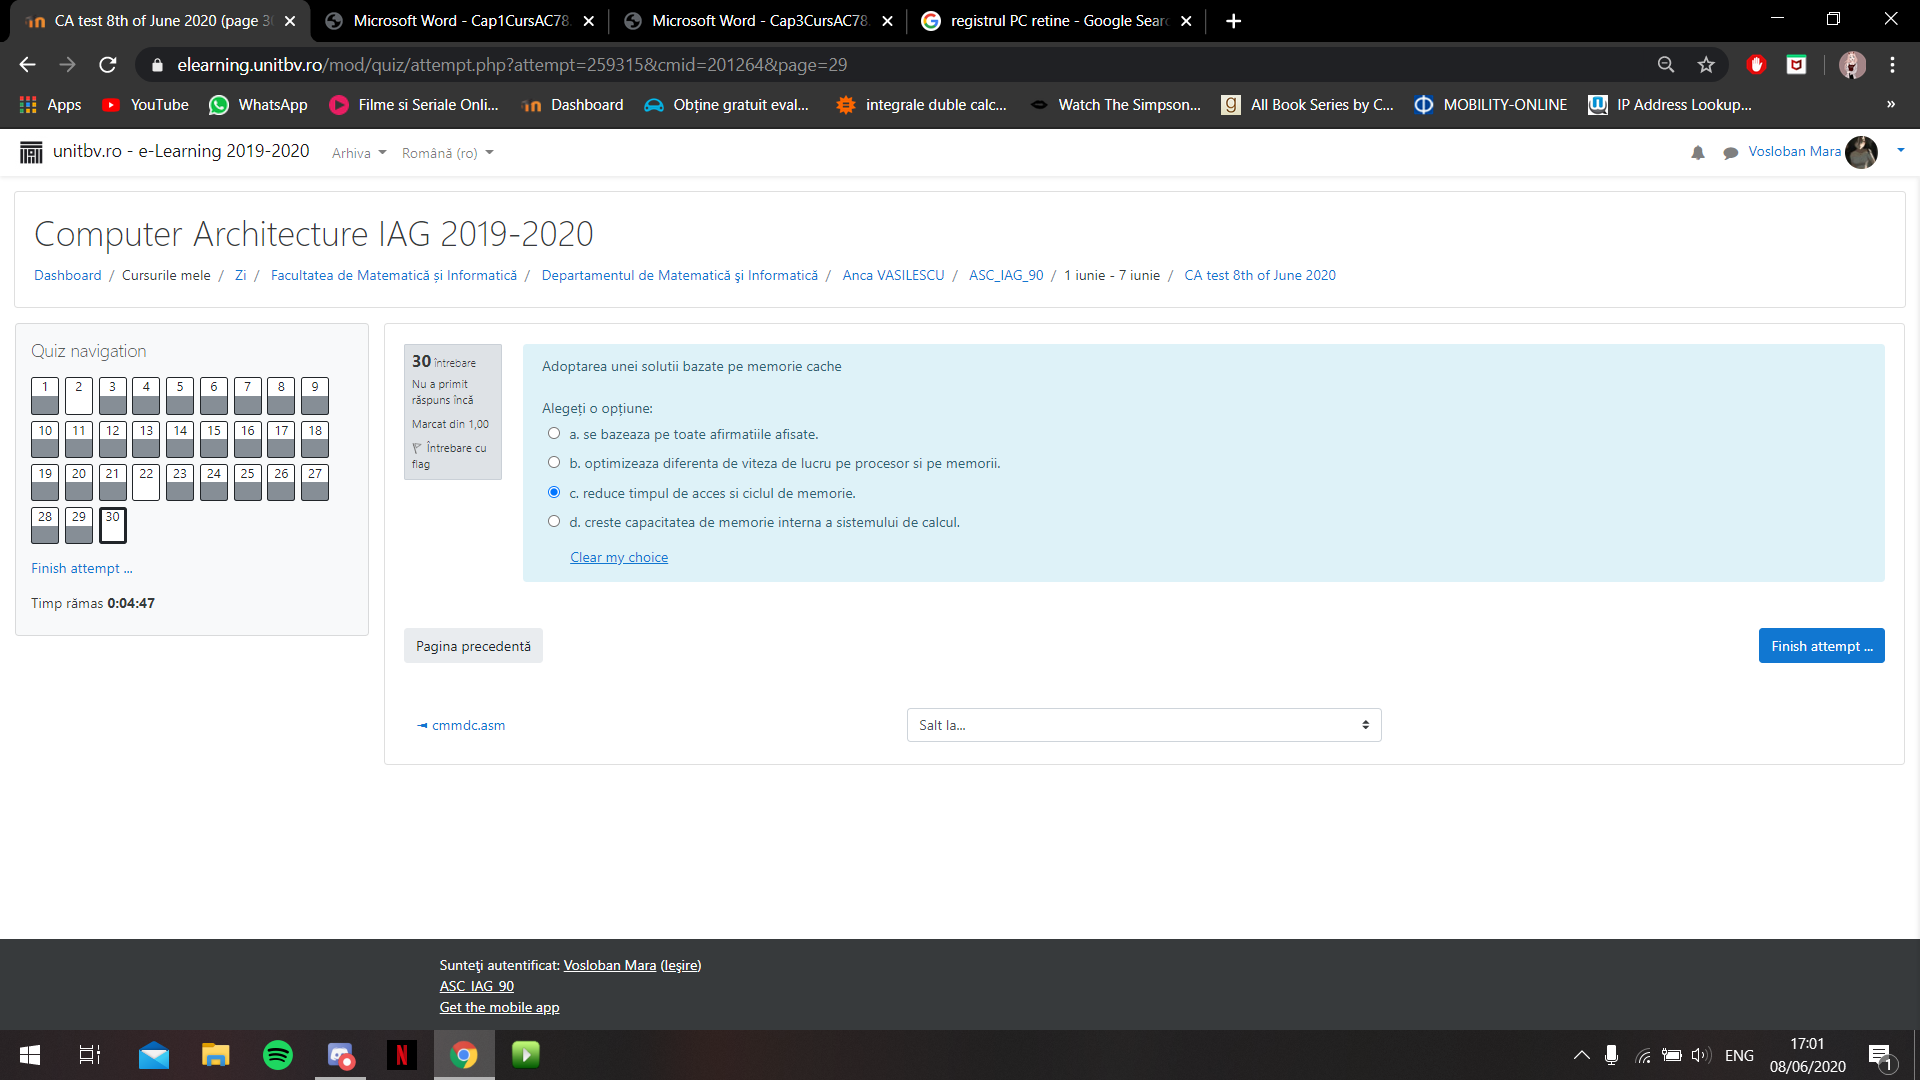 CA test 8th of June 2020 (page 30
Microsoft Word - Cap1CursAC78.
Microsoft Word - Cap3CursAC78.
registrul PC retine - Google Searc
elearning.unitbv.ro/mod/quiz/attempt.php?attempt=259315&cmid=201264&page=29
Apps
YouTube
WhatsApp
Filme si Seriale Onli...
Dashboard
Obține gratuit eval...
integrale duble calc...
Watch The Simpson...
All Book Series by C...
MOBILITY-ONLINE
IP Address Lookup...
»
unitbv.ro - e-Learning 2019-2020
Arhiva
Română (ro)
Vosloban Mara
Computer Architecture IAG 2019-2020
Dashboard / Cursurile mele / Zi / Facultatea de Matematică și Informatică / Departamentul de Matematică și Informatică / Anca VASILESCU / ASC_IAG_90 / 1 iunie - 7 iunie / CA test 8th of June 2020
Quiz navigation
1 2 3 4 5 6 7 8 9
10 11 12 13 14 15 16 17 18
19 20 21 22 23 24 25 26 27
28 29 30
Finish attempt ...
Timp rămas 0:04:47
30 întrebare
Nu a primit
răspuns încă
Marcat din 1,00
Întrebare cu
flag
Adoptarea unei solutii bazate pe memorie cache
Alegeți o opțiune:
a. se bazeaza pe toate afirmatiile afisate.
b. optimizeaza diferenta de viteza de lucru pe procesor si pe memorii.
c. reduce timpul de acces si ciclul de memorie.
d. creste capacitatea de memorie interna a sistemului de calcul.
Clear my choice
Pagina precedentă
Finish attempt ...
◄ cmmdc.asm
Salt la...
Sunteți autentificat: Vosloban Mara (Ieşire)
ASC_IAG_90
Get the mobile app
ENG
17:01
08/06/2020
1